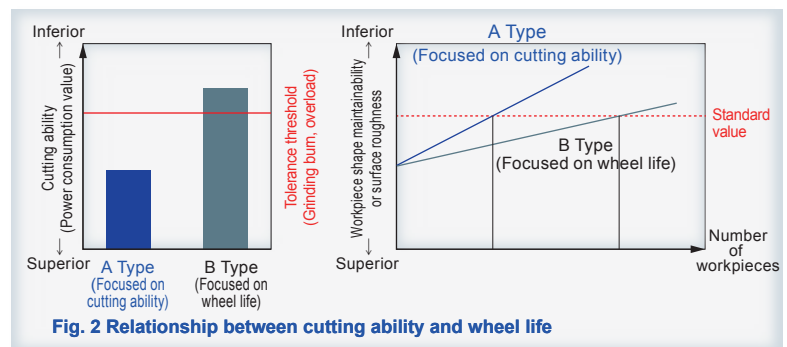 Inferior
Cutting ability
(Power consumption value)
Superior
A Type
(Focused on
cutting ability)
B Type
(Focused on
wheel life)
Tolerance threshold
(Grinding burn, overload)
Inferior
Workpiece shape maintainability
or surface roughness
Superior
A Type
(Focused on cutting ability)
B Type
(Focused on wheel life)
Standard
value
Number
of
workpieces
Fig. 2 Relationship between cutting ability and wheel life